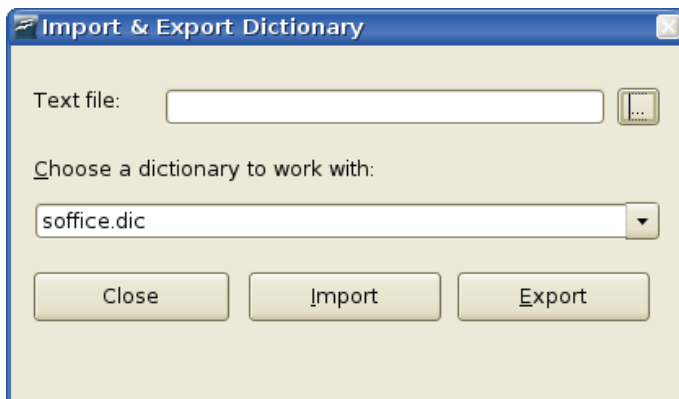 Import & Export Dictionary
Text file:
...
Choose a dictionary to work with:
soffice.dic
Close Import Export